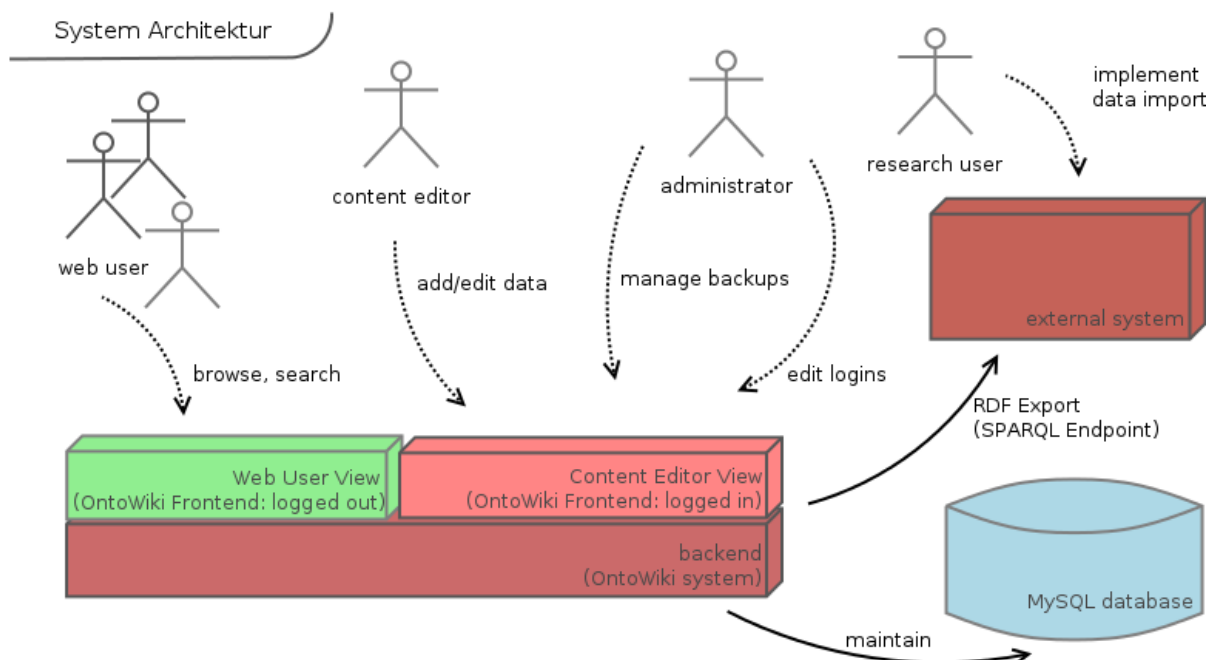 System Architektur
web user
content editor
administrator
research user
implement
data import
add/edit data
manage backups
browse, search
edit logins
external system
RDF Export
(SPARQL Endpoint)
Web User View
(OntoWiki Frontend: logged out)
Content Editor View
(OntoWiki Frontend: logged in)
backend
(OntoWiki system)
MySQL database
maintain